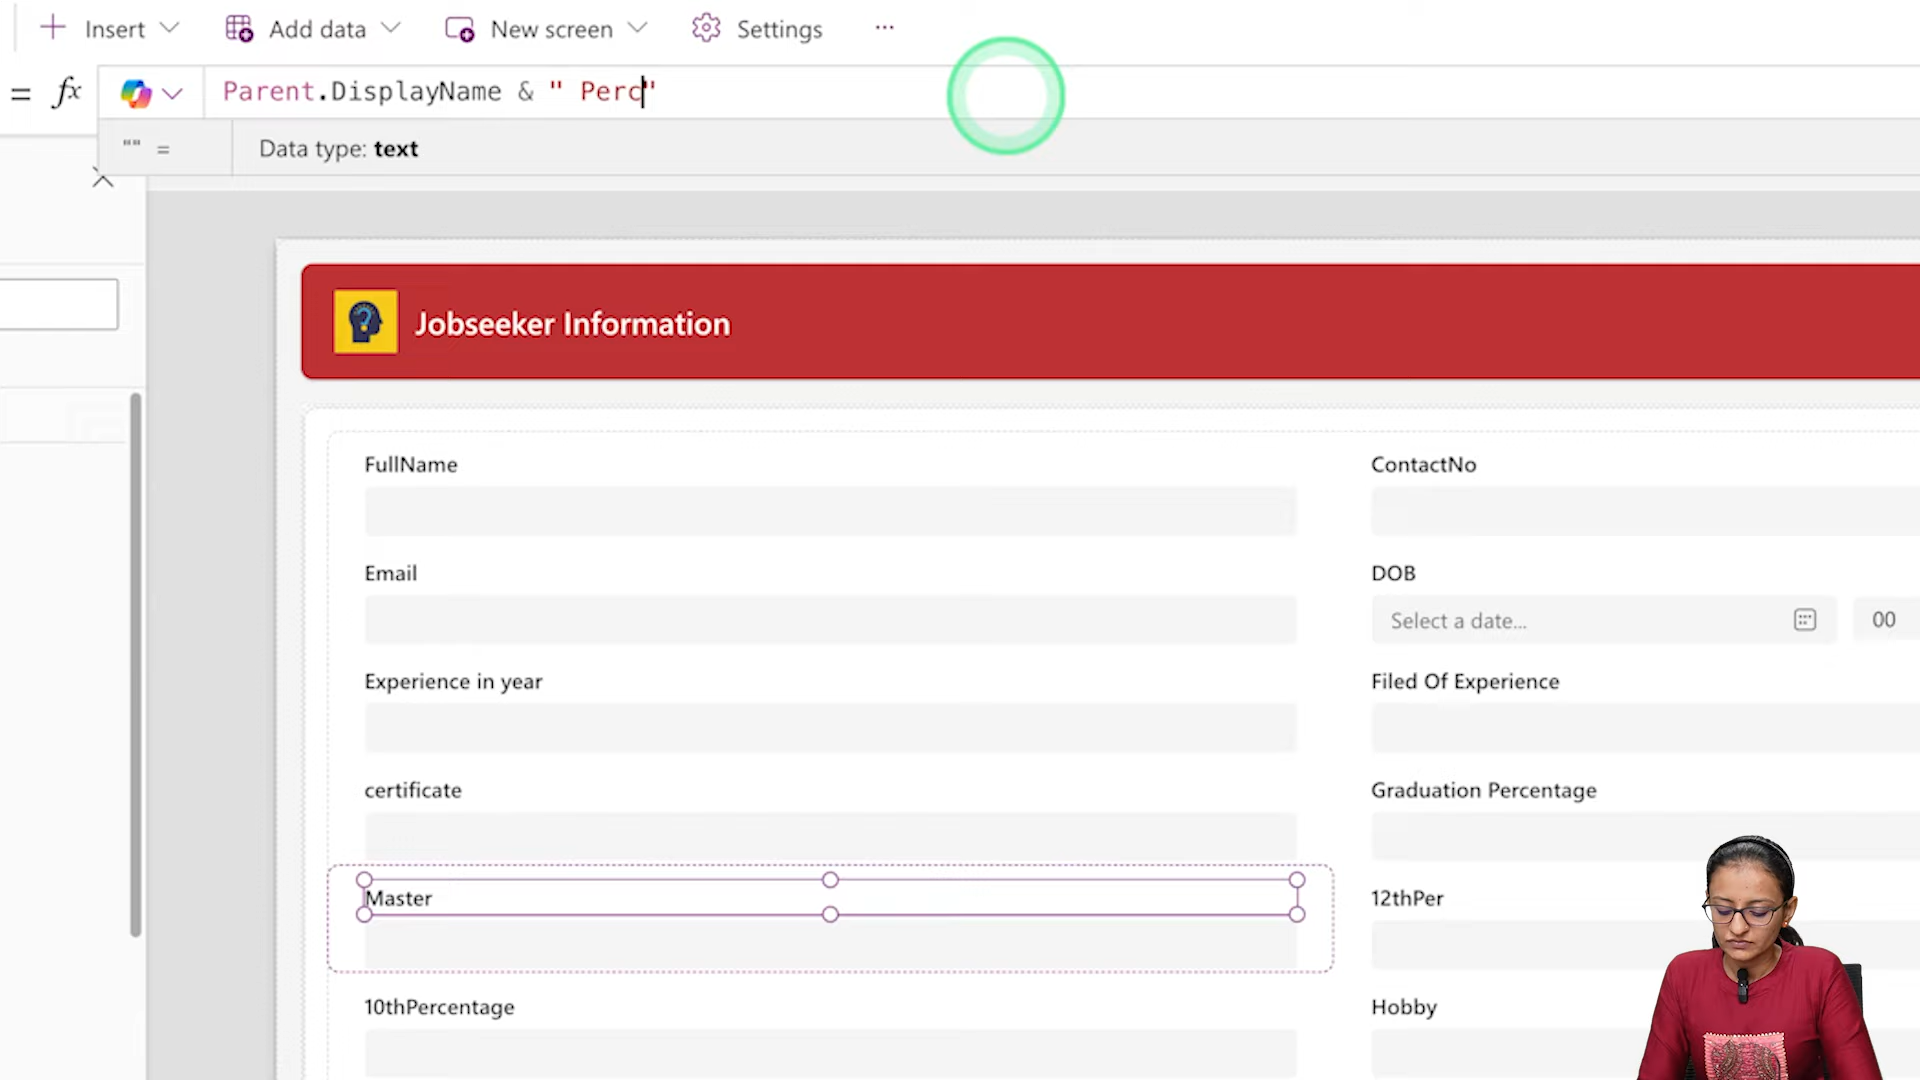 Insert
Add data
New screen
Settings
...
= fx
Parent.DisplayName & " Perc"
"" =
Data type: text
Jobseeker Information
FullName
ContactNo
Email
DOB
Select a date...
00
Experience in year
Filed Of Experience
certificate
Graduation Percentage
Master
12thPer
10thPercentage
Hobby